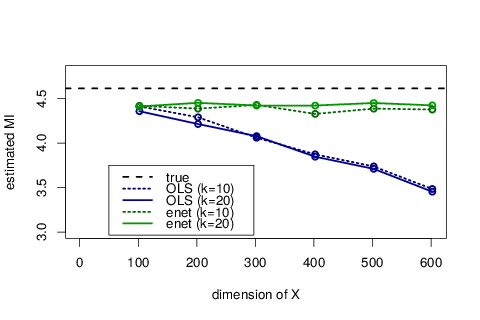 4.5
4.0
3.5
3.0
estimated MI
true
OLS (k=10)
OLS (k=20)
enet (k=10)
enet (k=20)
0 100 200 300 400 500 600
dimension of X